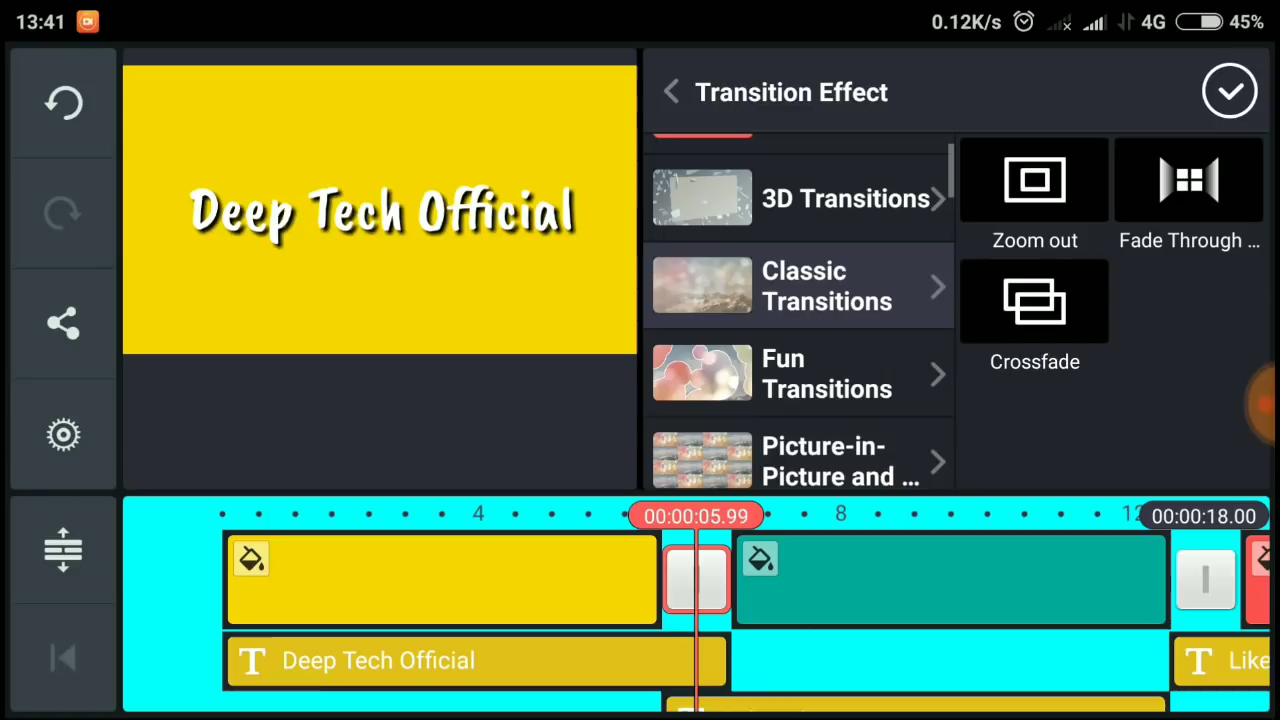 13:41
0.12K/s 4G 45%
Transition Effect
Deep Tech Official
3D Transitions
Classic
Transitions
Fun
Transitions
Picture-in-
Picture and ...
Zoom out
Fade Through ...
Crossfade
4
00:00:05.99
8
12
00:00:18.00
T Deep Tech Official
T Like